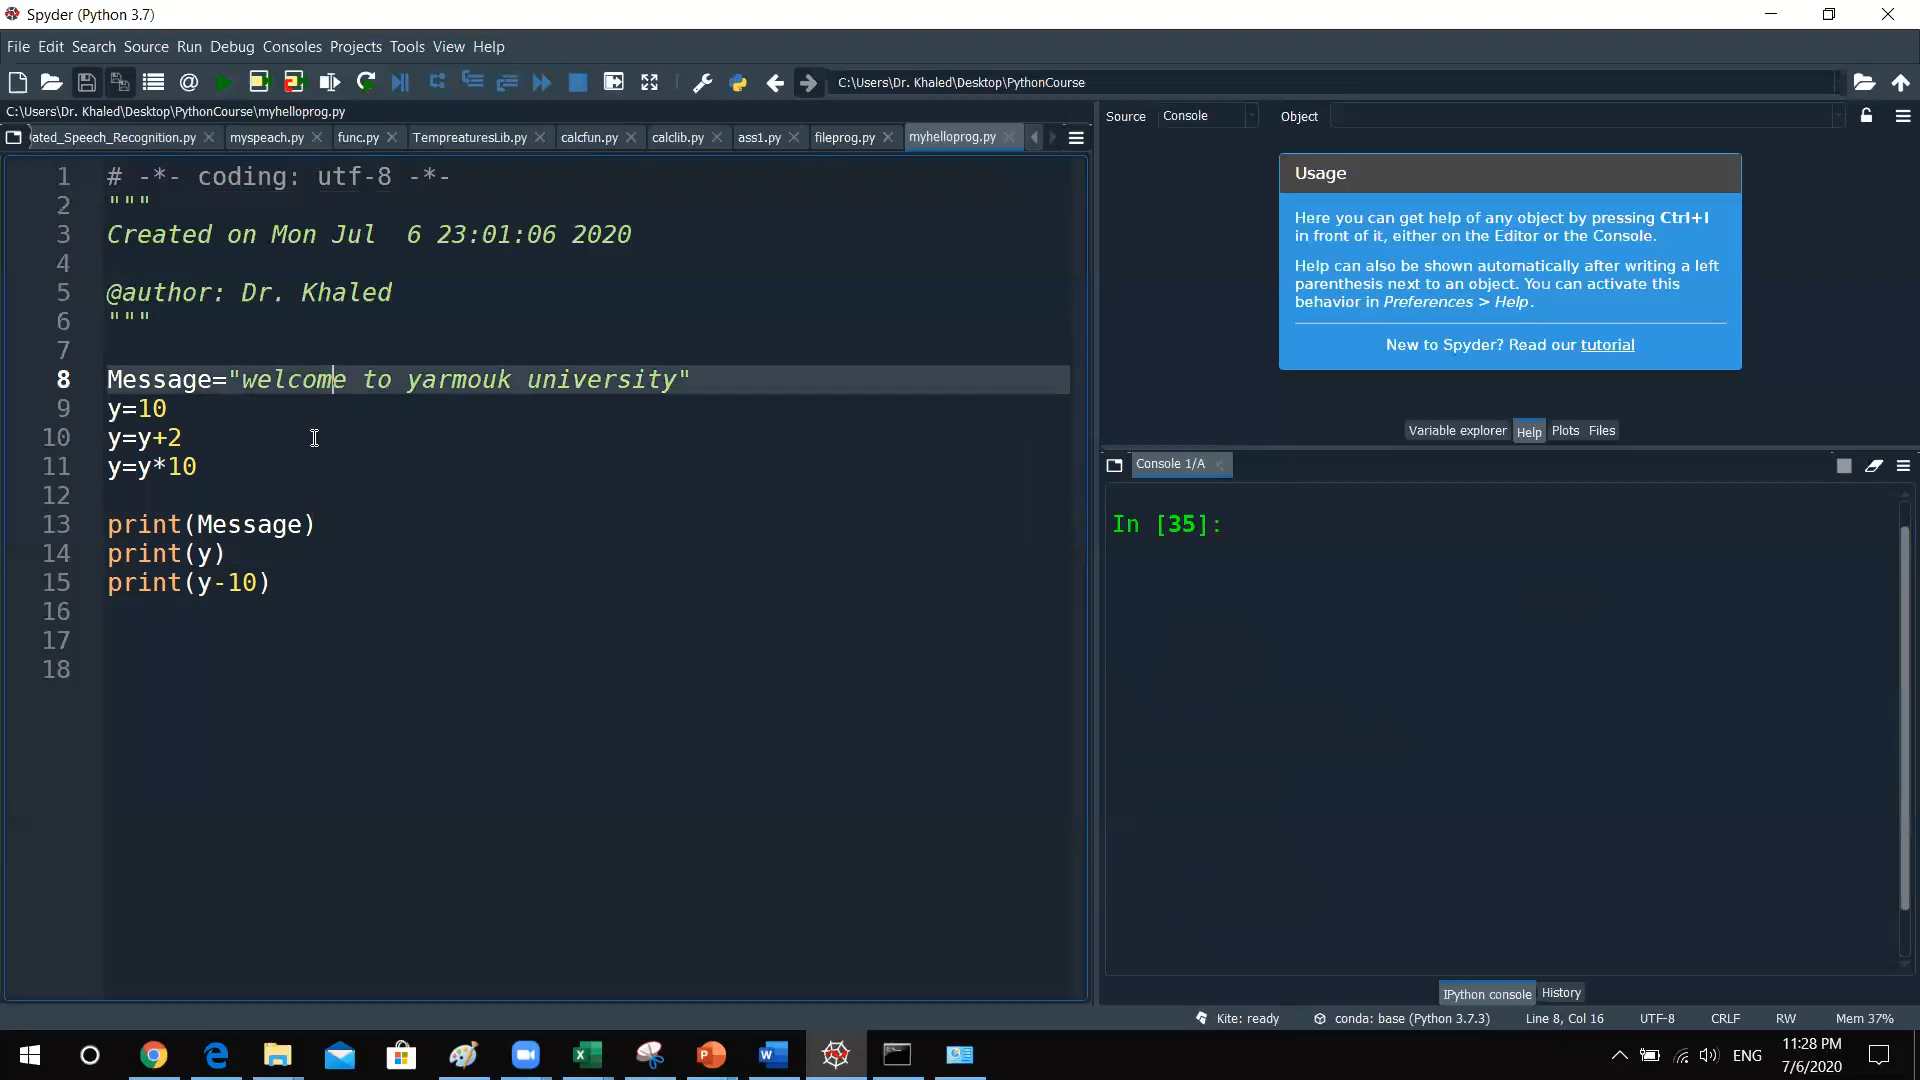 Spyder (Python 3.7)
File Edit Search Source Run Debug Consoles Projects Tools View Help
C:\Users\Dr. Khaled\Desktop\PythonCourse
C:\Users\Dr. Khaled\Desktop\PythonCourse\myhelloprog.py
ated_Speech_Recognition.py myspeach.py func.py TempreaturesLib.py calcfun.py calclib.py ass1.py fileprog.py myhelloprog.py
1 # -*- coding: utf-8 -*-
2 """
3 Created on Mon Jul  6 23:01:06 2020
4
5 @author: Dr. Khaled
6 """
7
8 Message="welcome to yarmouk university"
9 y=10
10 y=y+2
11 y=y*10
12
13 print(Message)
14 print(y)
15 print(y-10)
16
17
18
Source Console Object
Usage
Here you can get help of any object by pressing Ctrl+I
in front of it, either on the Editor or the Console.
Help can also be shown automatically after writing a left
parenthesis next to an object. You can activate this
behavior in Preferences > Help.
New to Spyder? Read our tutorial
Variable explorer Help Plots Files
Console 1/A
In [35]:
IPython console History
Kite: ready conda: base (Python 3.7.3) Line 8, Col 16 UTF-8 CRLF RW Mem 37%
ENG
11:28 PM
7/6/2020